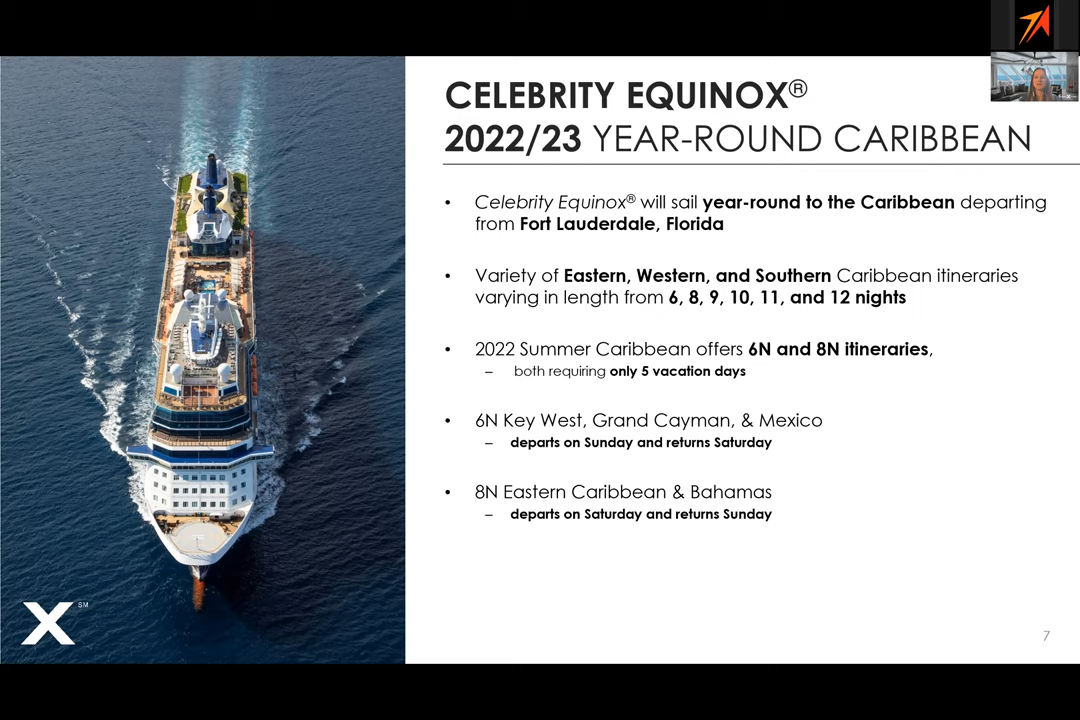 CELEBRITY EQUINOX®
2022/23 YEAR-ROUND CARIBBEAN
• Celebrity Equinox® will sail year-round to the Caribbean departing
from Fort Lauderdale, Florida
• Variety of Eastern, Western, and Southern Caribbean itineraries
varying in length from 6, 8, 9, 10, 11, and 12 nights
• 2022 Summer Caribbean offers 6N and 8N itineraries,
– both requiring only 5 vacation days
• 6N Key West, Grand Cayman, & Mexico
– departs on Sunday and returns Saturday
• 8N Eastern Caribbean & Bahamas
– departs on Saturday and returns Sunday
X SM
7